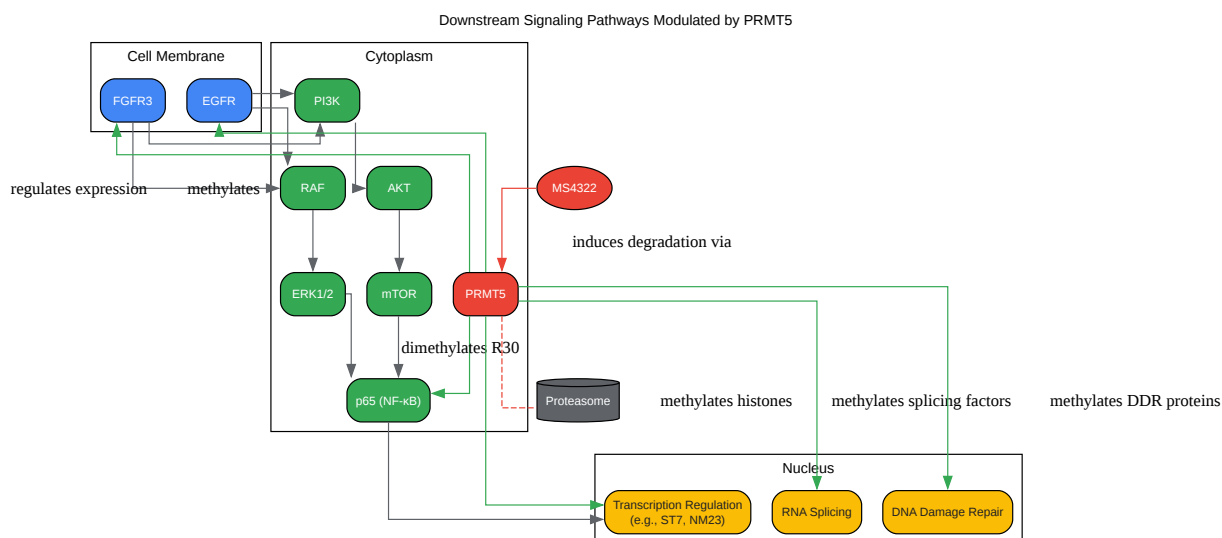 Downstream Signaling Pathways Modulated by PRMT5
Cell Membrane
Cytoplasm
FGFR3
EGFR
PI3K
regulates expression
methylates
RAF
AKT
MS4322
induces degradation via
ERK1/2
mTOR
PRMT5
dimethylates R30
p65 (NF-κB)
Proteasome
methylates histones
methylates splicing factors
methylates DDR proteins
Nucleus
Transcription Regulation
(e.g., ST7, NM23)
RNA Splicing
DNA Damage Repair